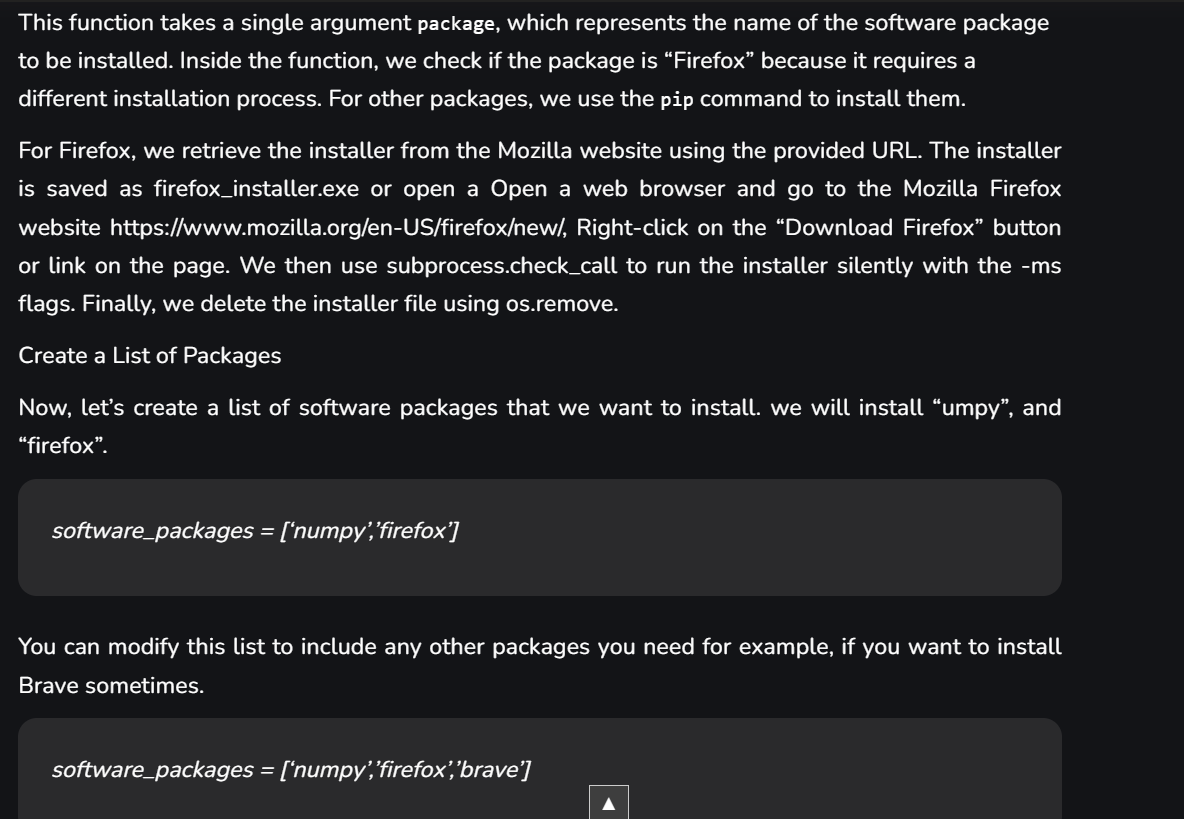 This function takes a single argument package, which represents the name of the software package
to be installed. Inside the function, we check if the package is “Firefox” because it requires a
different installation process. For other packages, we use the pip command to install them.
For Firefox, we retrieve the installer from the Mozilla website using the provided URL. The installer
is saved as firefox_installer.exe or open a Open a web browser and go to the Mozilla Firefox
website https://www.mozilla.org/en-US/firefox/new/, Right-click on the “Download Firefox” button
or link on the page. We then use subprocess.check_call to run the installer silently with the -ms
flags. Finally, we delete the installer file using os.remove.
Create a List of Packages
Now, let’s create a list of software packages that we want to install. we will install “umpy”, and
“firefox”.
software_packages = [‘numpy’,’firefox’]
You can modify this list to include any other packages you need for example, if you want to install
Brave sometimes.
software_packages = [‘numpy’,’firefox’,’brave’]